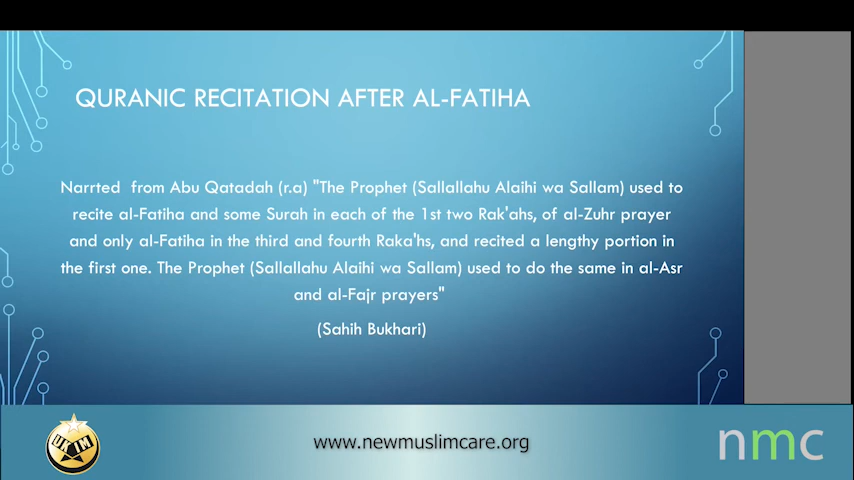 QURANIC RECITATION AFTER AL-FATIHA
Narrted from Abu Qatadah (r.a) "The Prophet (Sallallahu Alaihi wa Sallam) used to
recite al-Fatiha and some Surah in each of the 1st two Rak'ahs, of al-Zuhr prayer
and only al-Fatiha in the third and fourth Raka'hs, and recited a lengthy portion in
the first one. The Prophet (Sallallahu Alaihi wa Sallam) used to do the same in al-Asr
and al-Fajr prayers"
(Sahih Bukhari)
UKIM
www.newmuslimcare.org
nmc